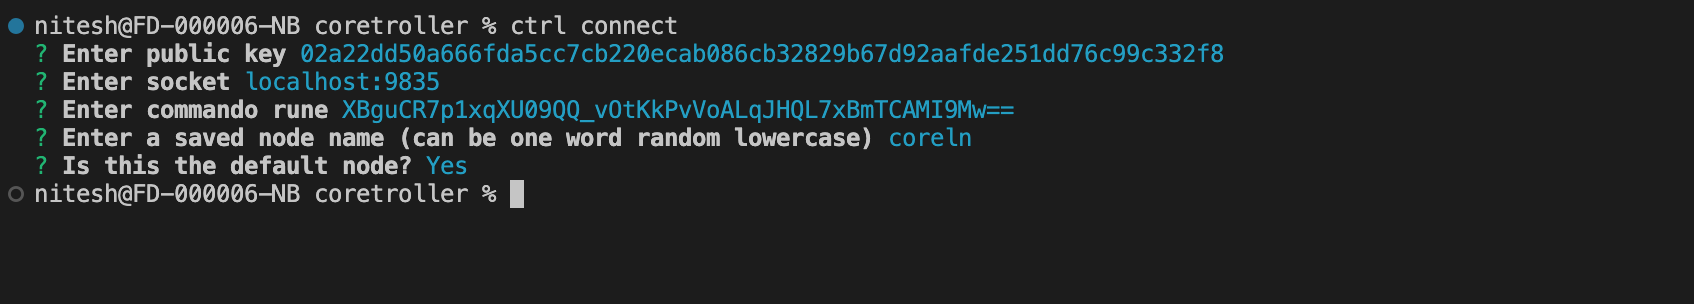 nitesh@FD-000006-NB coretroller % ctrl connect
? Enter public key 02a22dd50a666fda5cc7cb220ecab086cb32829b67d92aafde251dd76c99c332f8
? Enter socket localhost:9835
? Enter commando rune XBguCR7p1xqXU09QQ_vOtKkPvVoALqJHQL7xBmTCAMI9Mw==
? Enter a saved node name (can be one word random lowercase) coreln
? Is this the default node? Yes
nitesh@FD-000006-NB coretroller %